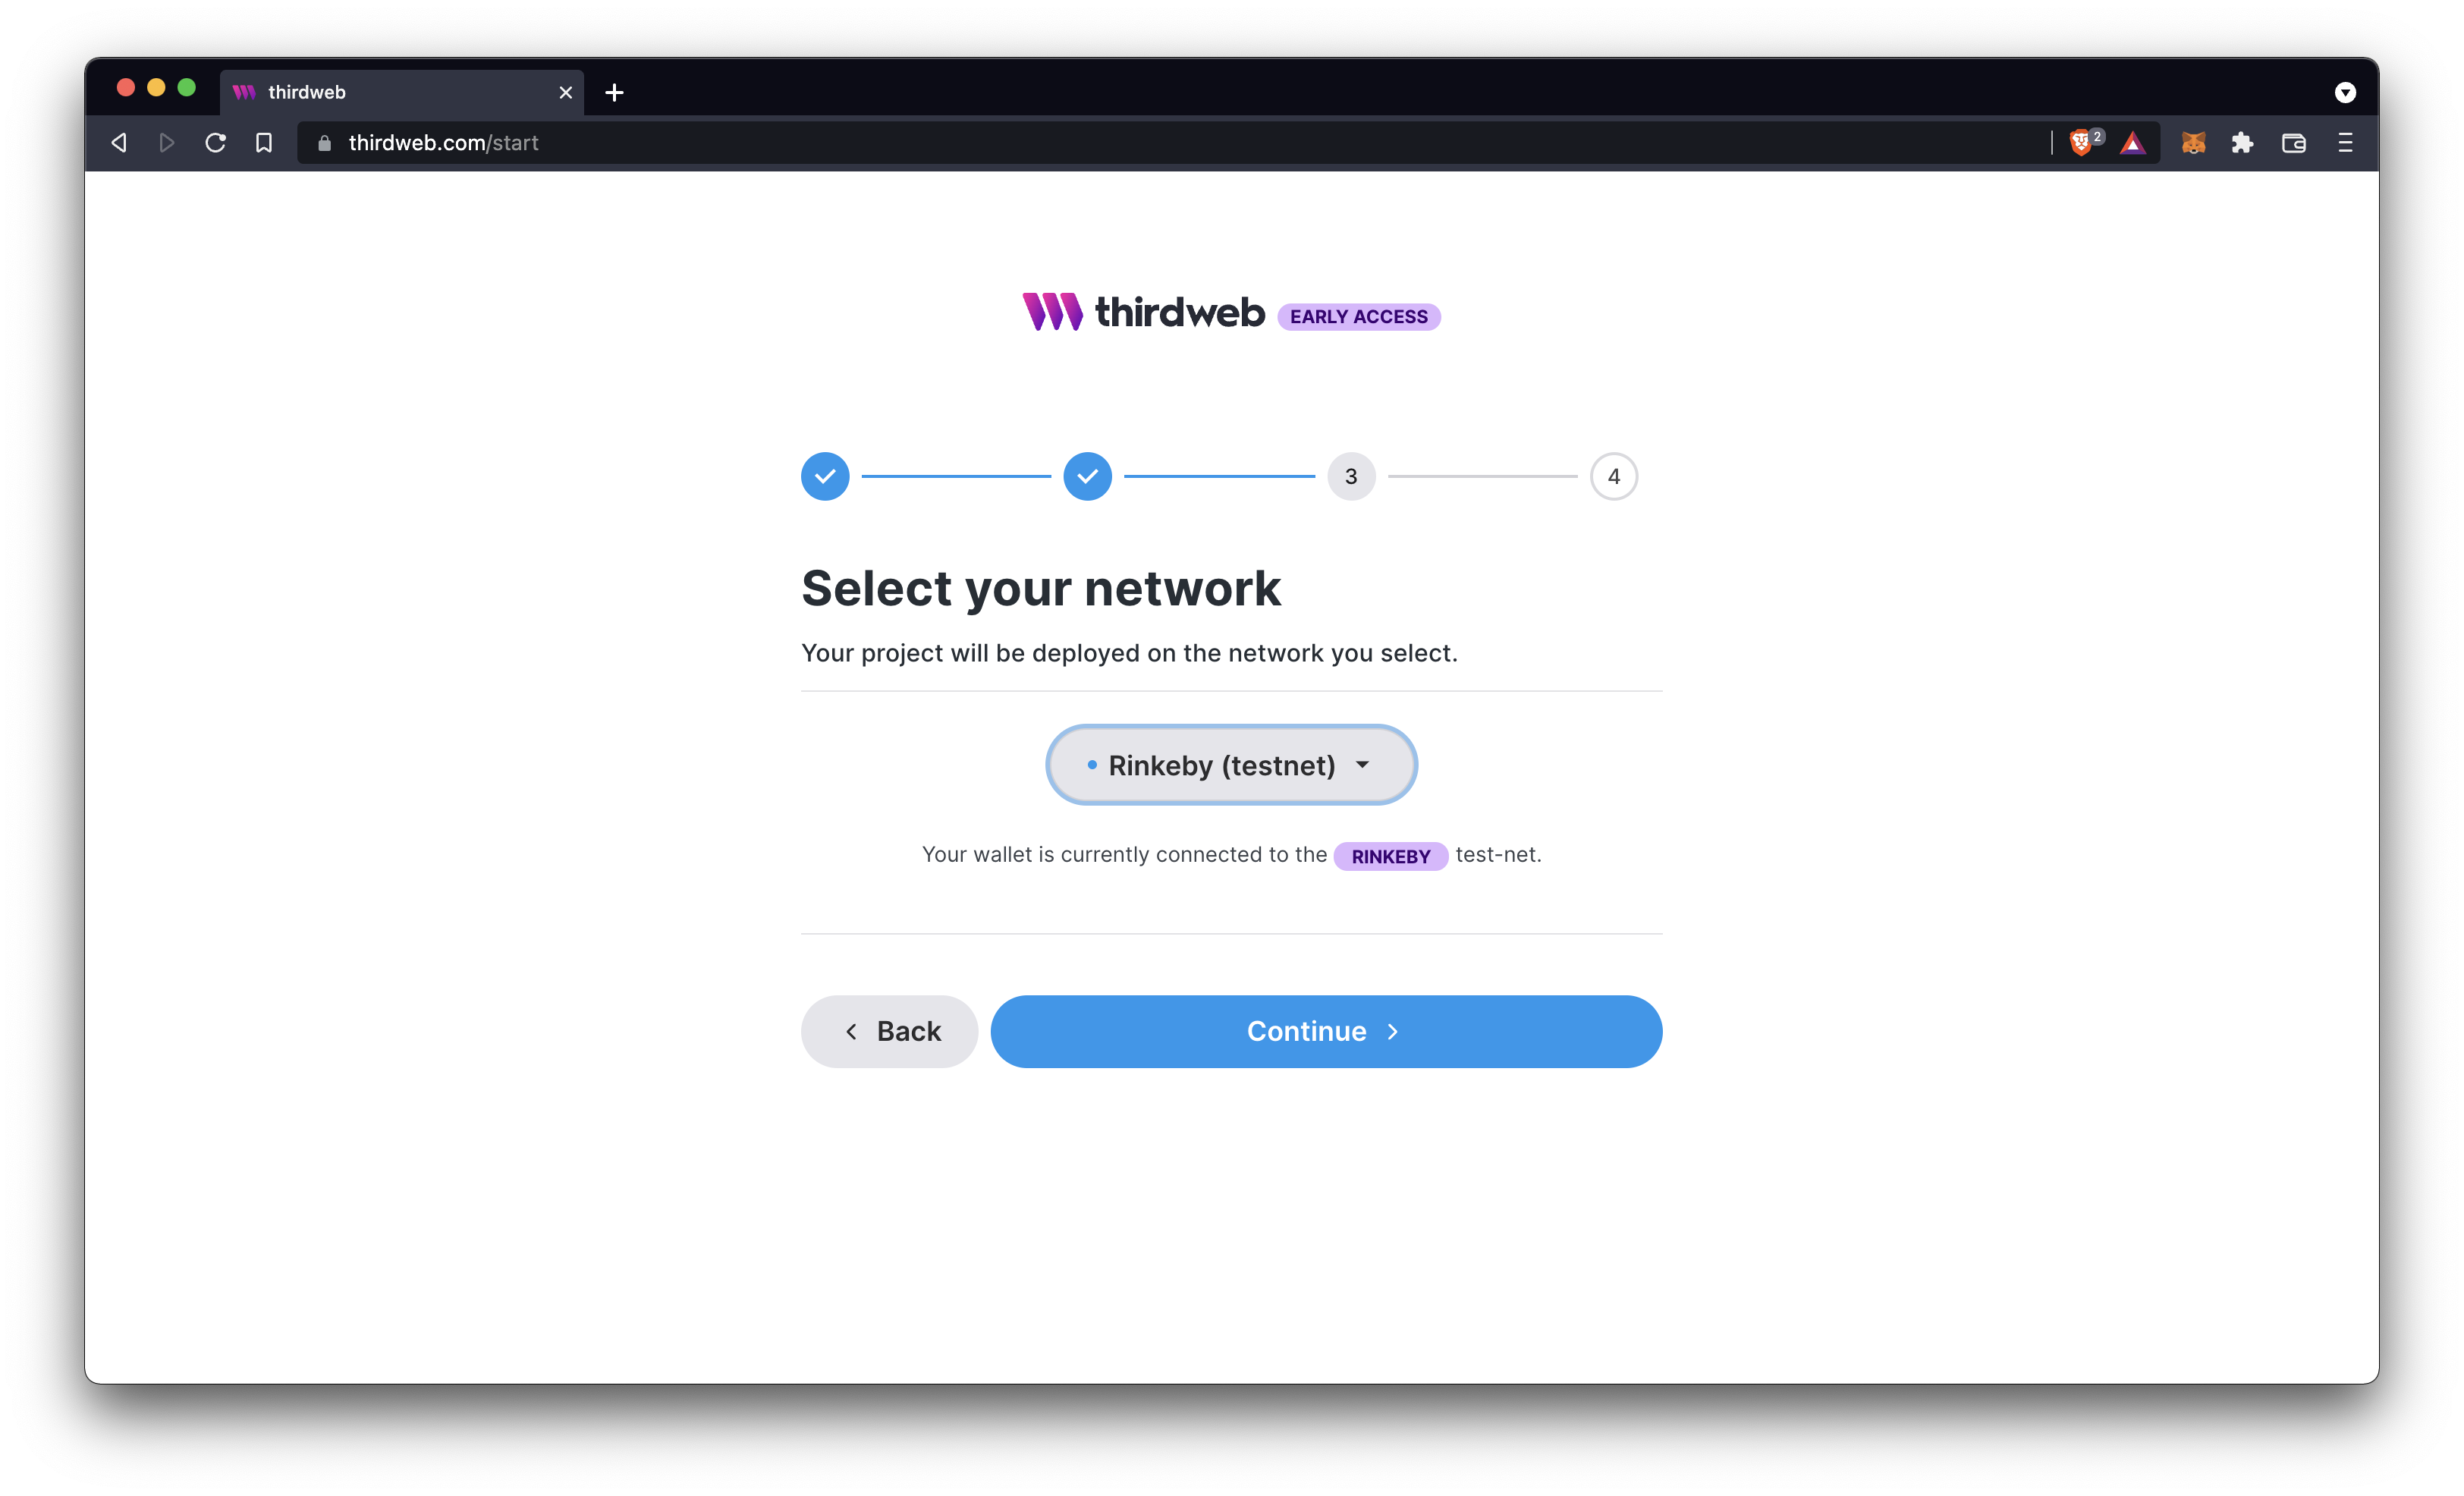 thirdweb
thirdweb.com/start
2
thirdweb EARLY ACCESS
3
4
Select your network
Your project will be deployed on the network you select.
Rinkeby (testnet)
Your wallet is currently connected to the RINKEBY test-net.
Back
Continue